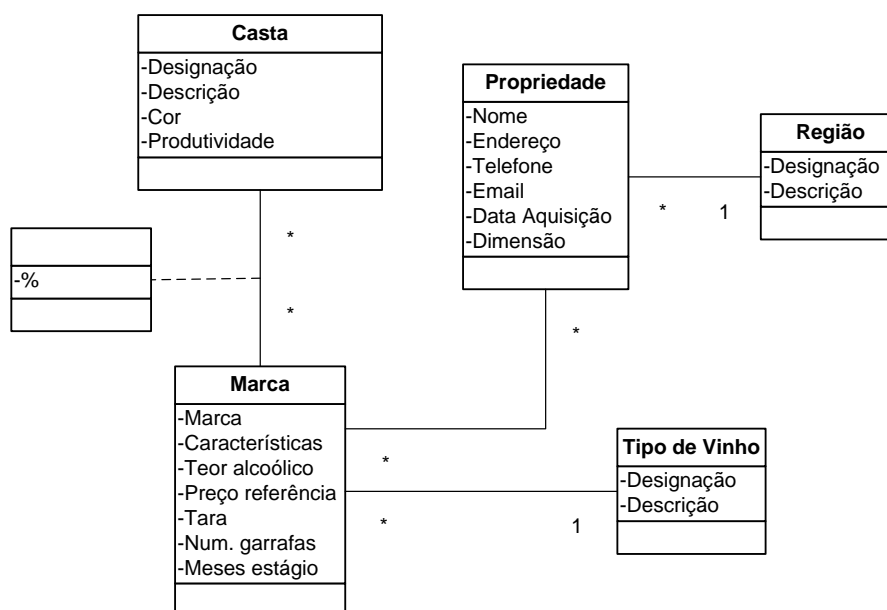 Casta
-Designação
-Descrição
-Cor
-Produtividade
Propriedade
-Nome
-Endereço
-Telefone
-Email
-Data Aquisição
-Dimensão
Região
-Designação
-Descrição
*
1
*
-%
*
*
Marca
-Marca
-Características
-Teor alcoólico
-Preço referência
-Tara
-Num. garrafas
-Meses estágio
*
*
1
Tipo de Vinho
-Designação
-Descrição